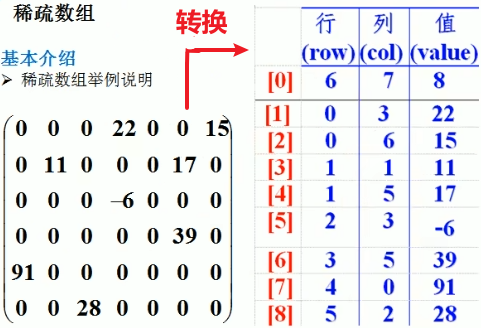 稀疏数组
转换
基本介绍
➢ 稀疏数组举例说明
0 0 0 22 0 0 15
0 11 0 0 0 17 0
0 0 0 -6 0 0 0
0 0 0 0 0 39 0
91 0 0 0 0 0 0
0 0 28 0 0 0 0
行 列 值
(row) (col) (value)
[0] 6 7 8
[1] 0 3 22
[2] 0 6 15
[3] 1 1 11
[4] 1 5 17
[5] 2 3 -6
[6] 3 5 39
[7] 4 0 91
[8] 5 2 28